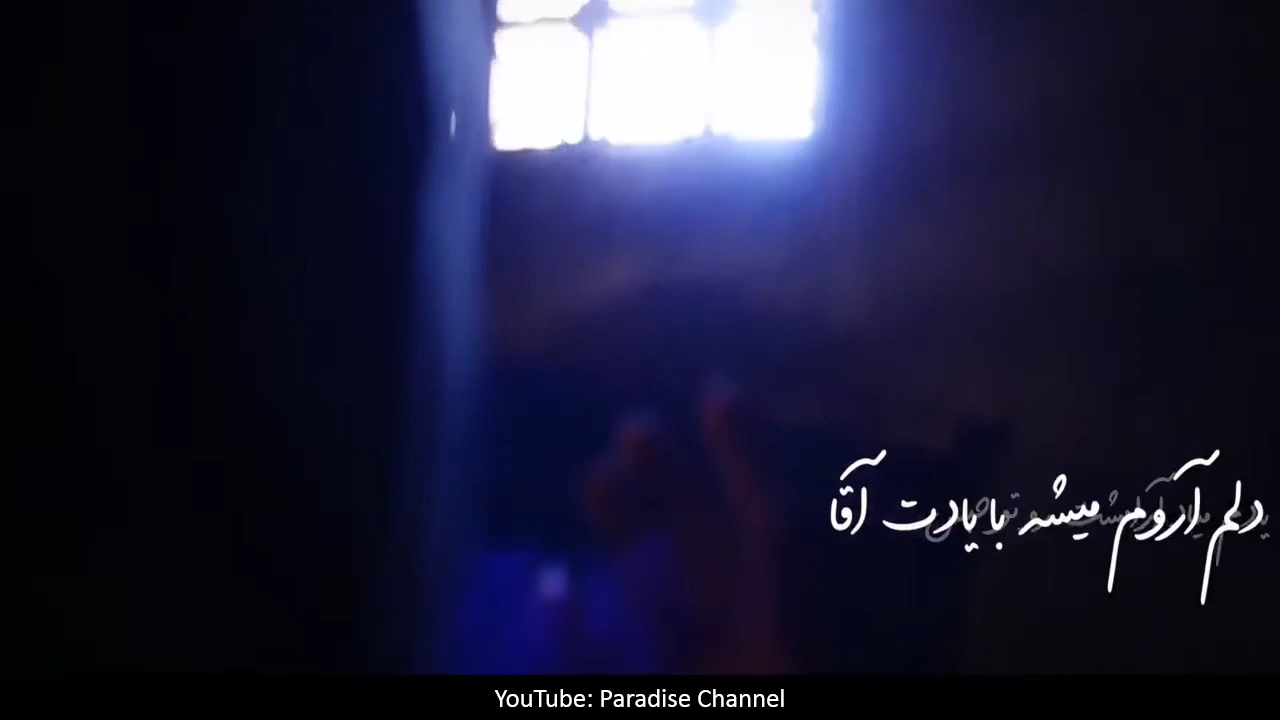 دلم آروم میشه با یادت آقا
YouTube: Paradise Channel